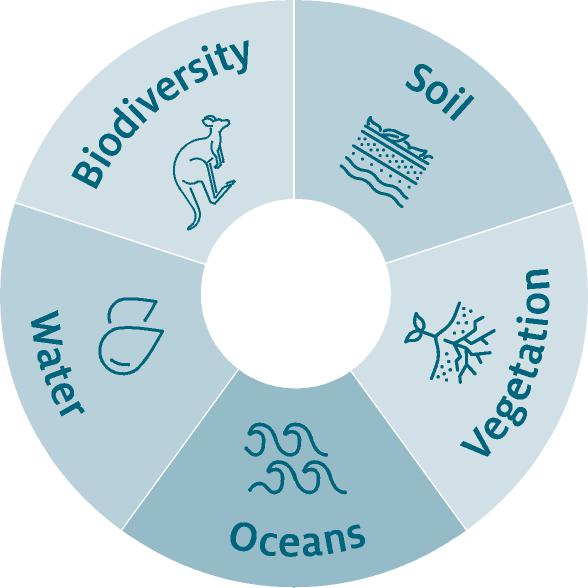 Biodiversity
Soil
Vegetation
Oceans
Water